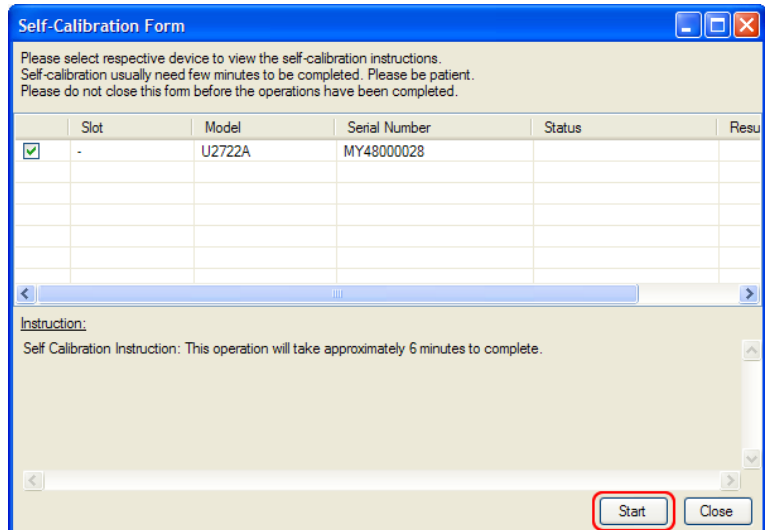 Self-Calibration Form
Please select respective device to view the self-calibration instructions.
Self-calibration usually need few minutes to be completed. Please be patient.
Please do not close this form before the operations have been completed.
Slot Model Serial Number Status Resu
- U2722A MY48000028
Instruction:
Self Calibration Instruction: This operation will take approximately 6 minutes to complete.
Start Close